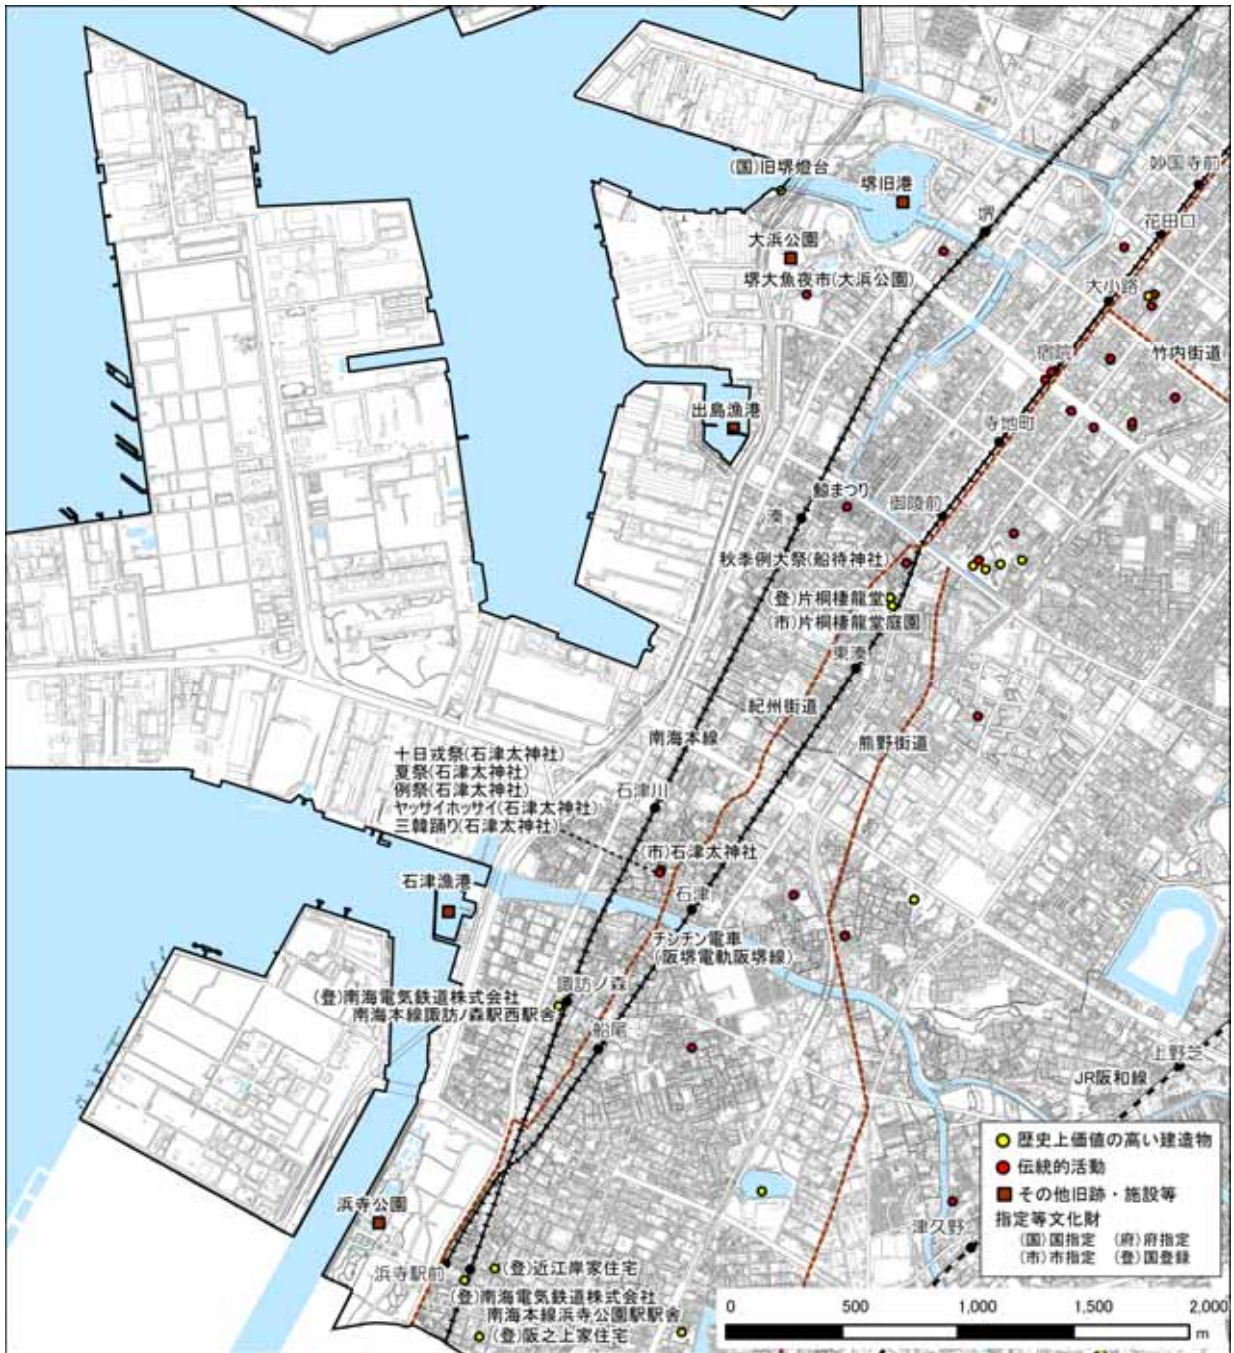 妙国寺前
(国)旧堺燈台
堺旧港
堺
花田口
大浜公園
堺大魚夜市(大浜公園)
大小路
竹内街道
宿院
出島漁港
寺地町
鯨まつり
湊
御陵前
秋季例大祭(船待神社)
(登)片桐棲龍堂
(市)片桐棲龍堂庭園
東湊
紀州街道
南海本線
熊野街道
十日戎祭(石津太神社)
夏祭(石津太神社)
例祭(石津太神社)
ヤッサイホッサイ(石津太神社)
三韓踊り(石津太神社)
石津川
(市)石津太神社
石津漁港
石津
チンチン電車
(阪堺電軌阪堺線)
諏訪ノ森
(登)南海電気鉄道株式会社
南海本線諏訪ノ森駅西駅舎
船尾
上野芝
JR阪和線
浜寺公園
津久野
浜寺駅前
(登)近江岸家住宅
(登)南海電気鉄道株式会社
南海本線浜寺公園駅駅舎
(登)阪之上家住宅
歴史上価値の高い建造物
伝統的活動
その他旧跡・施設等
指定等文化財
(国)国指定 (府)府指定
(市)市指定 (登)国登録
0 500 1,000 1,500 2,000
m